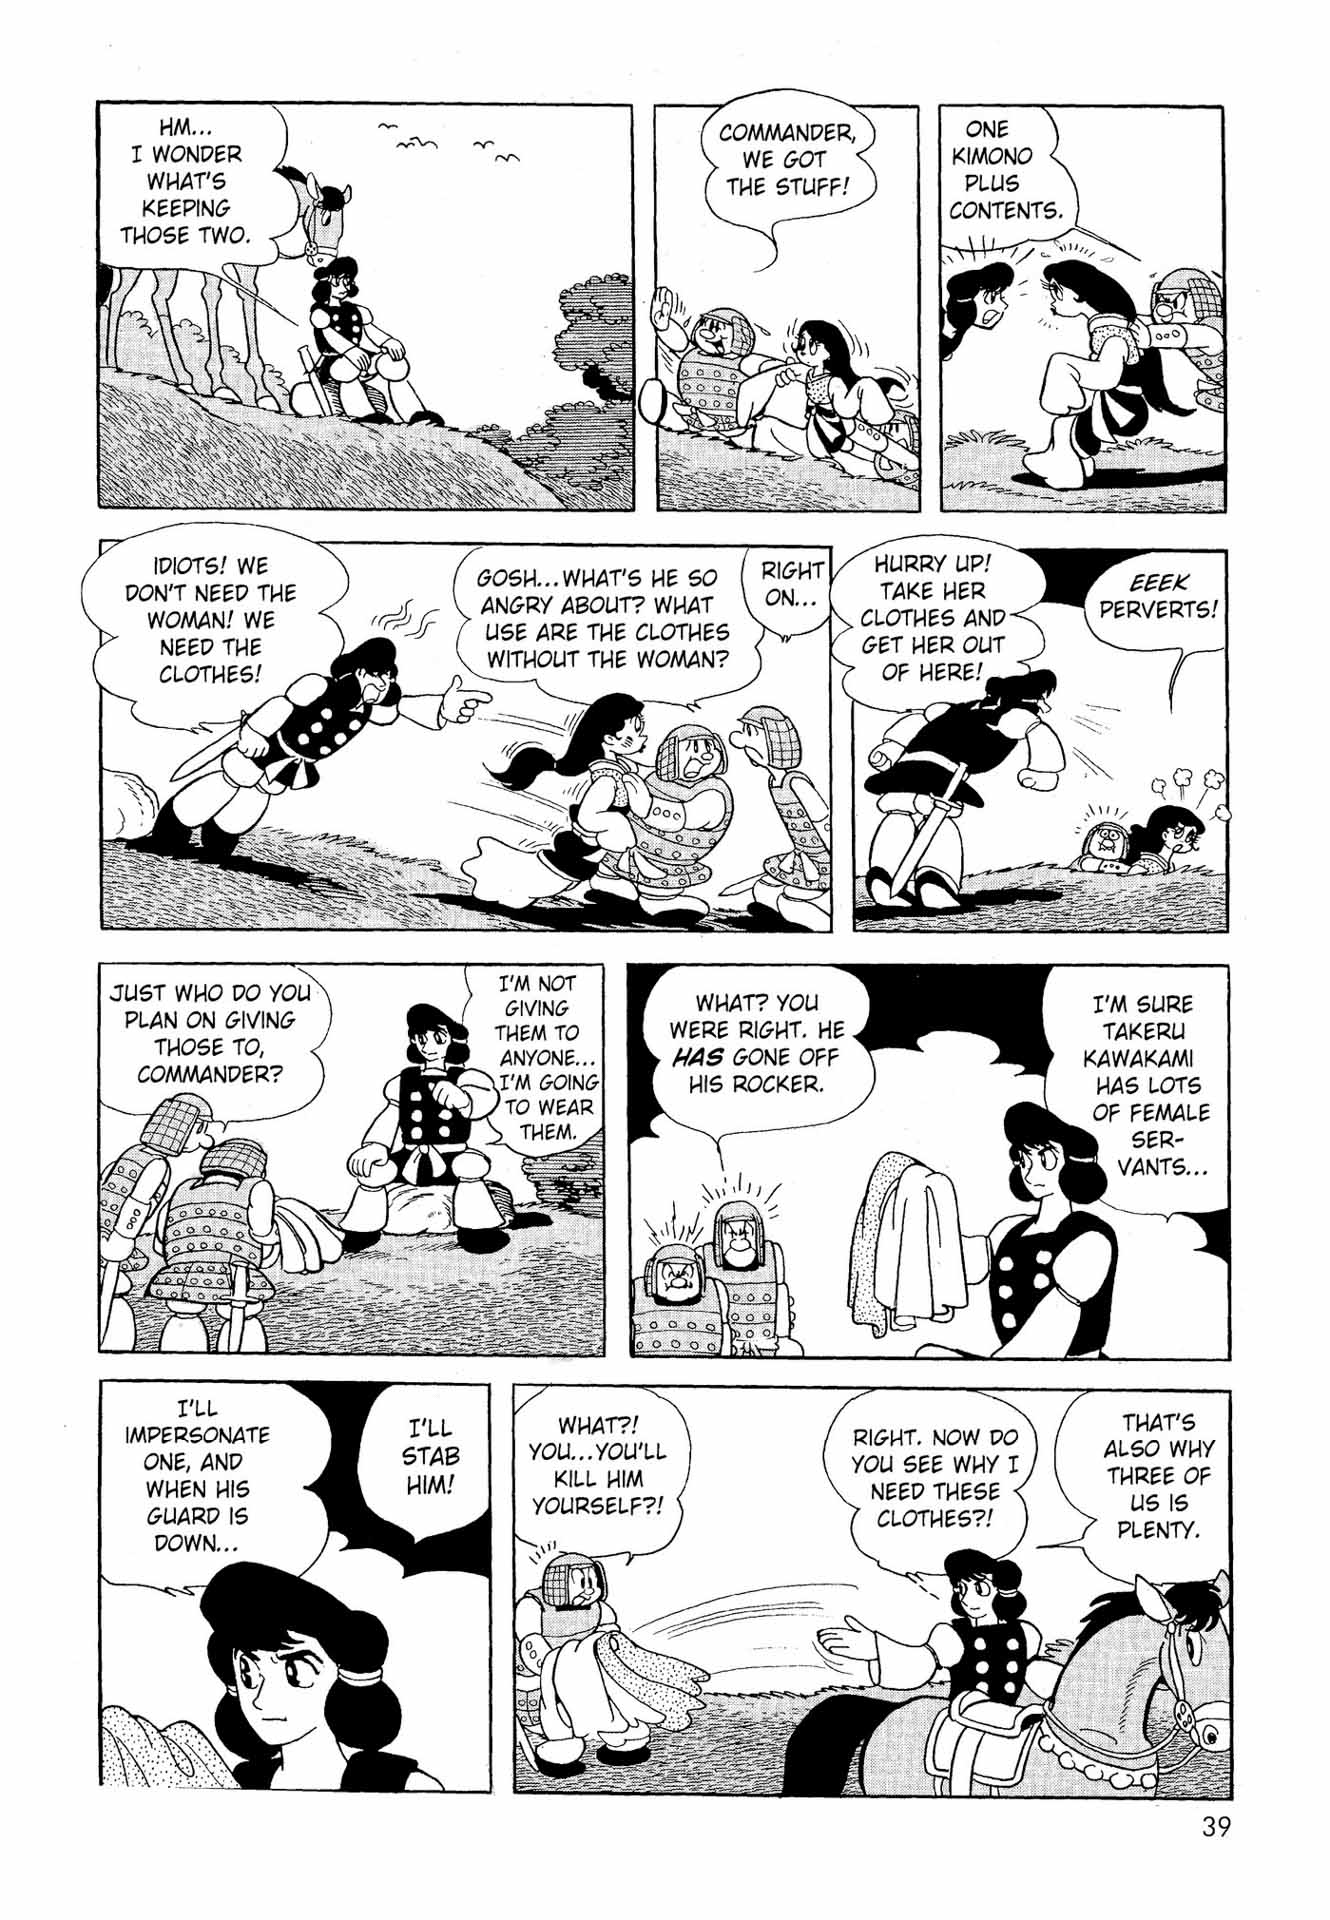 HM...
I WONDER
WHAT'S
KEEPING
THOSE TWO.
COMMANDER,
WE GOT
THE STUFF!
ONE
KIMONO
PLUS
CONTENTS.
IDIOTS! WE
DON'T NEED THE
WOMAN! WE
NEED THE
CLOTHES!
GOSH...WHAT'S HE SO
ANGRY ABOUT? WHAT
USE ARE THE CLOTHES
WITHOUT THE WOMAN?
RIGHT
ON...
HURRY UP!
TAKE HER
CLOTHES AND
GET HER OUT
OF HERE!
EEEK
PERVERTS!
JUST WHO DO YOU
PLAN ON GIVING
THOSE TO,
COMMANDER?
I'M NOT
GIVING
THEM TO
ANYONE...
I'M GOING
TO WEAR
THEM.
WHAT? YOU
WERE RIGHT. HE
HAS GONE OFF
HIS ROCKER.
I'M SURE
TAKERU
KAWAKAMI
HAS LOTS
OF FEMALE
SER-
VANTS...
I'LL
IMPERSONATE
ONE, AND
WHEN HIS
GUARD IS
DOWN...
I'LL
STAB
HIM!
WHAT?!
YOU...YOU'LL
KILL HIM
YOURSELF?!
RIGHT. NOW DO
YOU SEE WHY I
NEED THESE
CLOTHES?!
THAT'S
ALSO WHY
THREE OF
US IS
PLENTY.
39